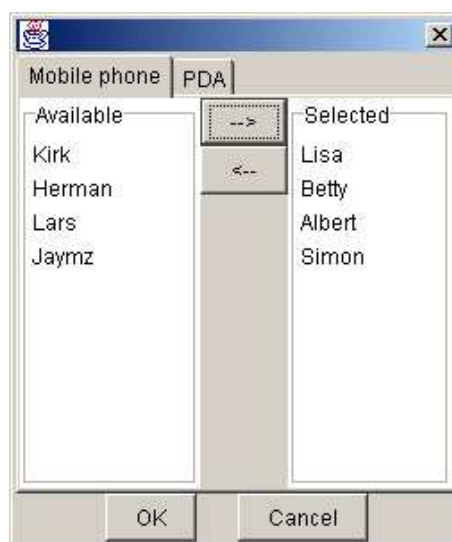 Mobile phone
PDA
Available
Kirk
Herman
Lars
Jaymz
-->
<--
Selected
Lisa
Betty
Albert
Simon
OK
Cancel